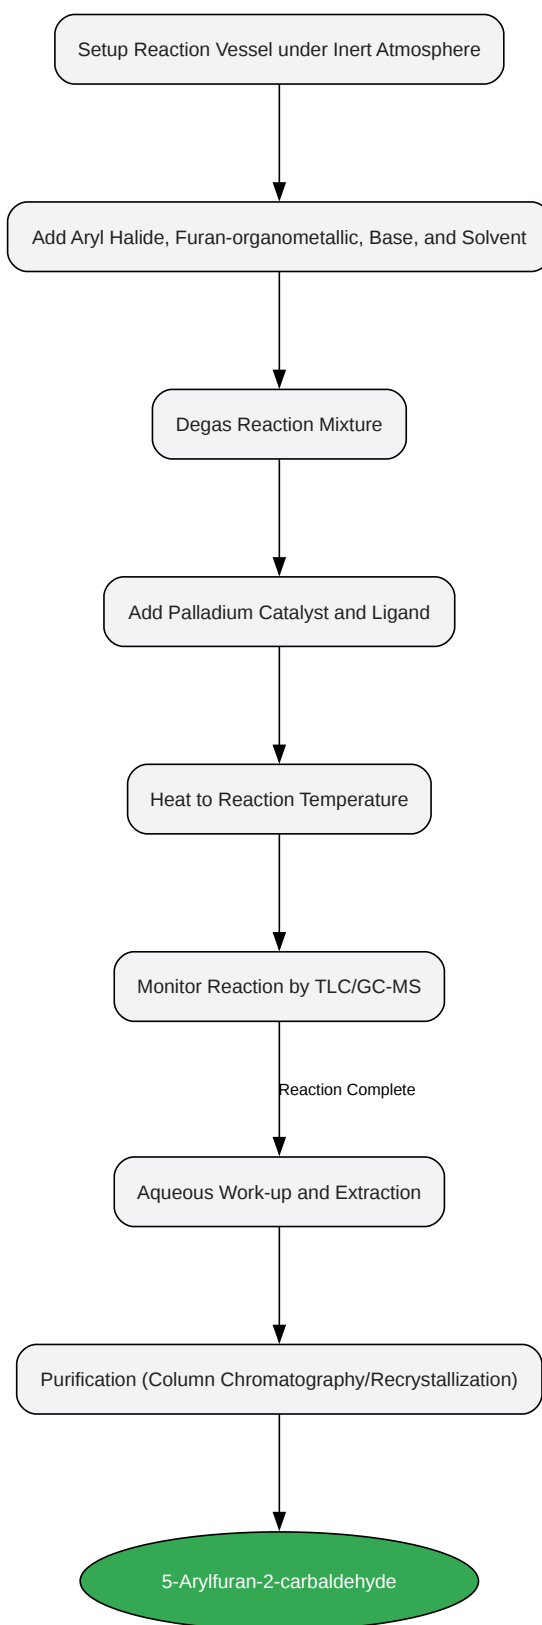 Setup Reaction Vessel under Inert Atmosphere
Add Aryl Halide, Furan-organometallic, Base, and Solvent
Degas Reaction Mixture
Add Palladium Catalyst and Ligand
Heat to Reaction Temperature
Monitor Reaction by TLC/GC-MS
Reaction Complete
Aqueous Work-up and Extraction
Purification (Column Chromatography/Recrystallization)
5-Arylfuran-2-carbaldehyde